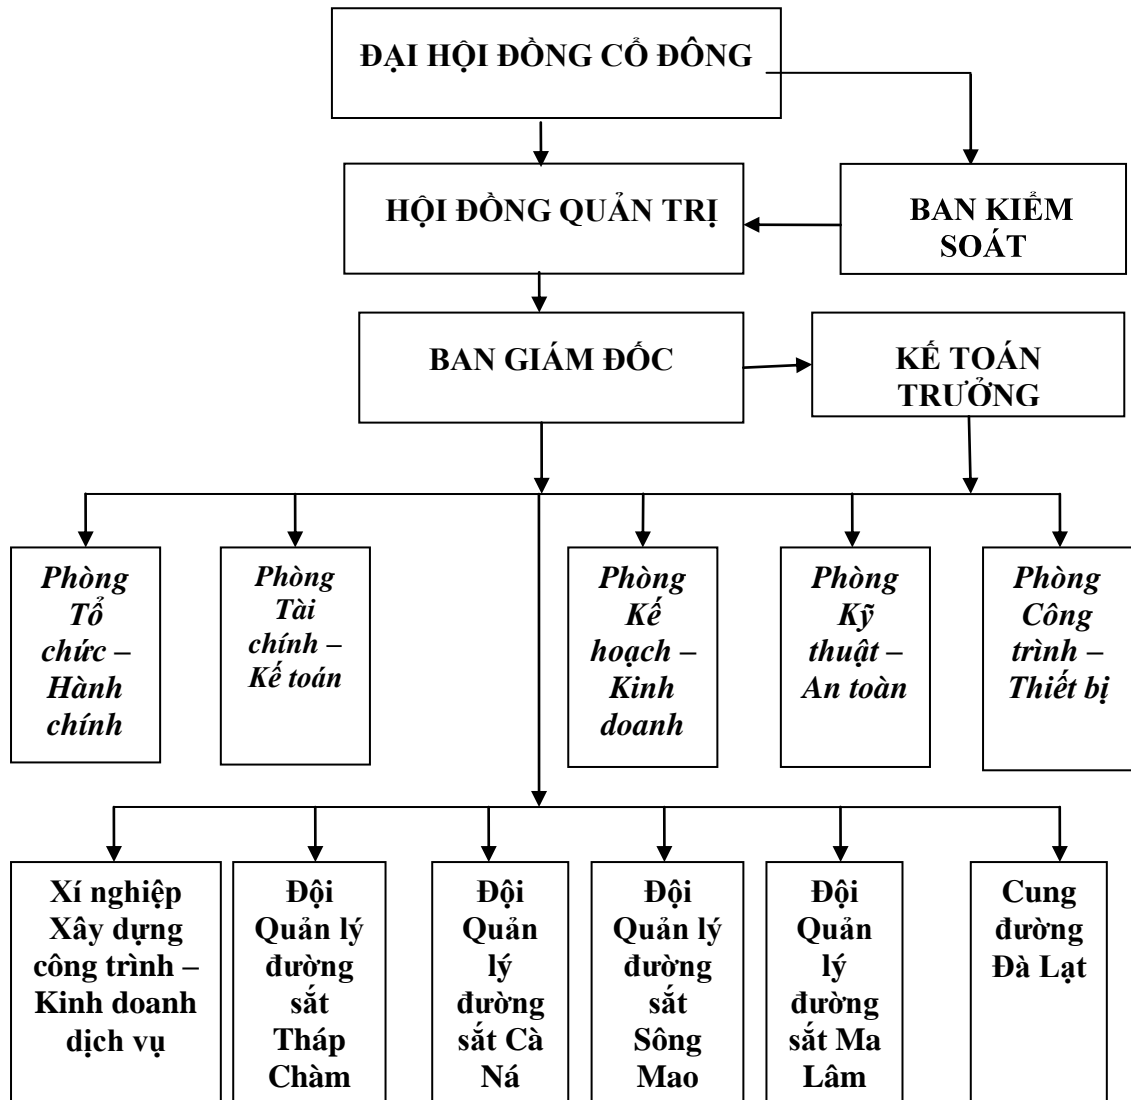 ĐẠI HỘI ĐỒNG CỔ ĐÔNG
HỘI ĐỒNG QUẢN TRỊ
BAN KIỂM
SOÁT
BAN GIÁM ĐỐC
KẾ TOÁN
TRƯỞNG
Phòng
Tổ
chức –
Hành
chính
Phòng
Tài
chính –
Kế toán
Phòng
Kế
hoạch –
Kinh
doanh
Phòng
Kỹ
thuật –
An toàn
Phòng
Công
trình –
Thiết bị
Xí nghiệp
Xây dựng
công trình –
Kinh doanh
dịch vụ
Đội
Quản lý
đường
sắt
Tháp
Chàm
Đội
Quản
lý
đường
sắt Cà
Ná
Đội
Quản lý
đường
sắt
Sông
Mao
Đội
Quản
lý
đường
sắt Ma
Lâm
Cung
đường
Đà Lạt